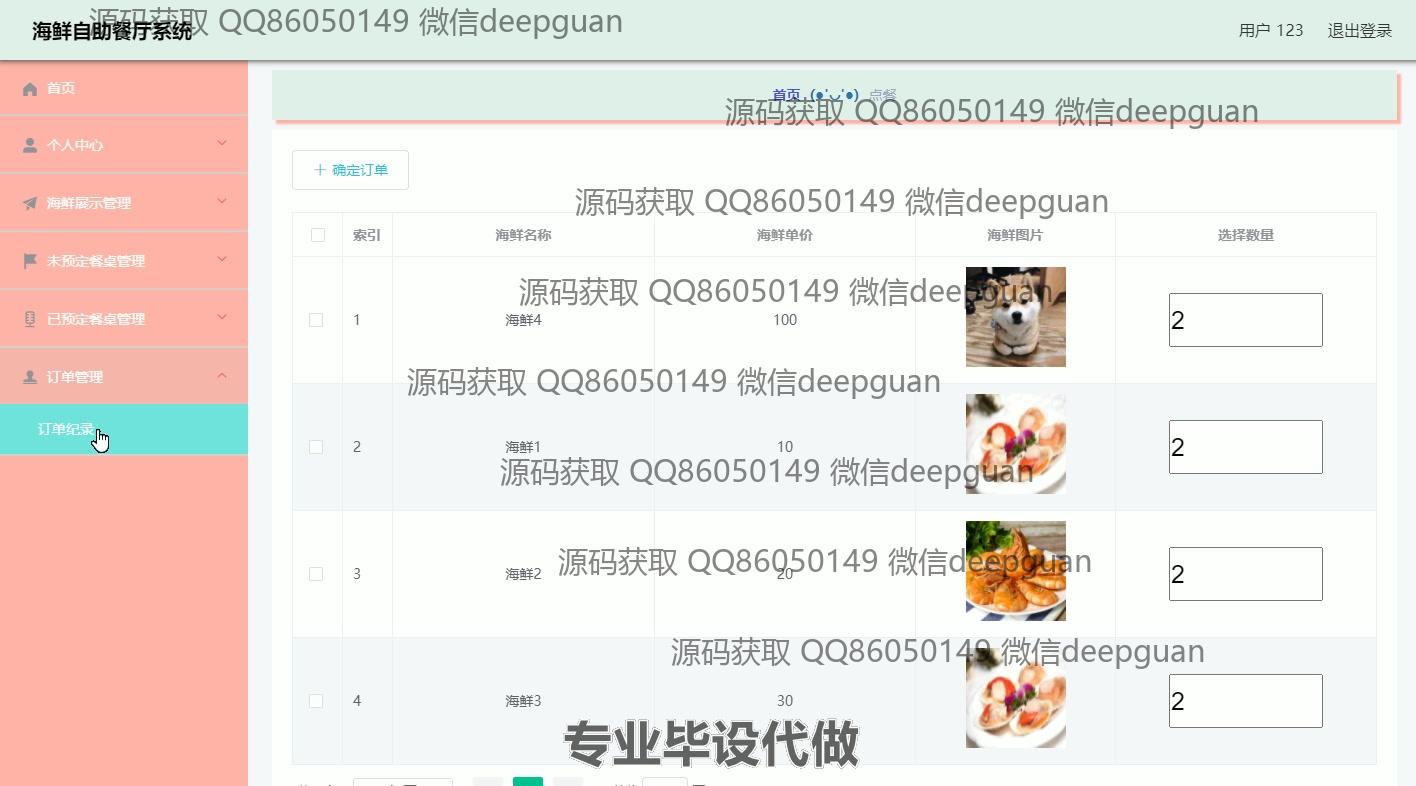 海鲜自助餐厅系统
源码获取 QQ86050149 微信deepguan
用户 123
退出登录
首页
个人中心
海鲜展示管理
未预定餐桌管理
已预定餐桌管理
订单管理
订单纪录
首页 (●'◡'●) 点餐
源码获取 QQ86050149 微信deepguan
+ 确定订单
源码获取 QQ86050149 微信deepguan
索引 海鲜名称 海鲜单价 海鲜图片 选择数量
源码获取 QQ86050149 微信deepguan
1 海鲜4 100 2
源码获取 QQ86050149 微信deepguan
2 海鲜1 10 2
源码获取 QQ86050149 微信deepguan
源码获取 QQ86050149 微信deepguan
3 海鲜2 20 2
源码获取 QQ86050149 微信deepguan
4 海鲜3 30 2
专业毕设代做